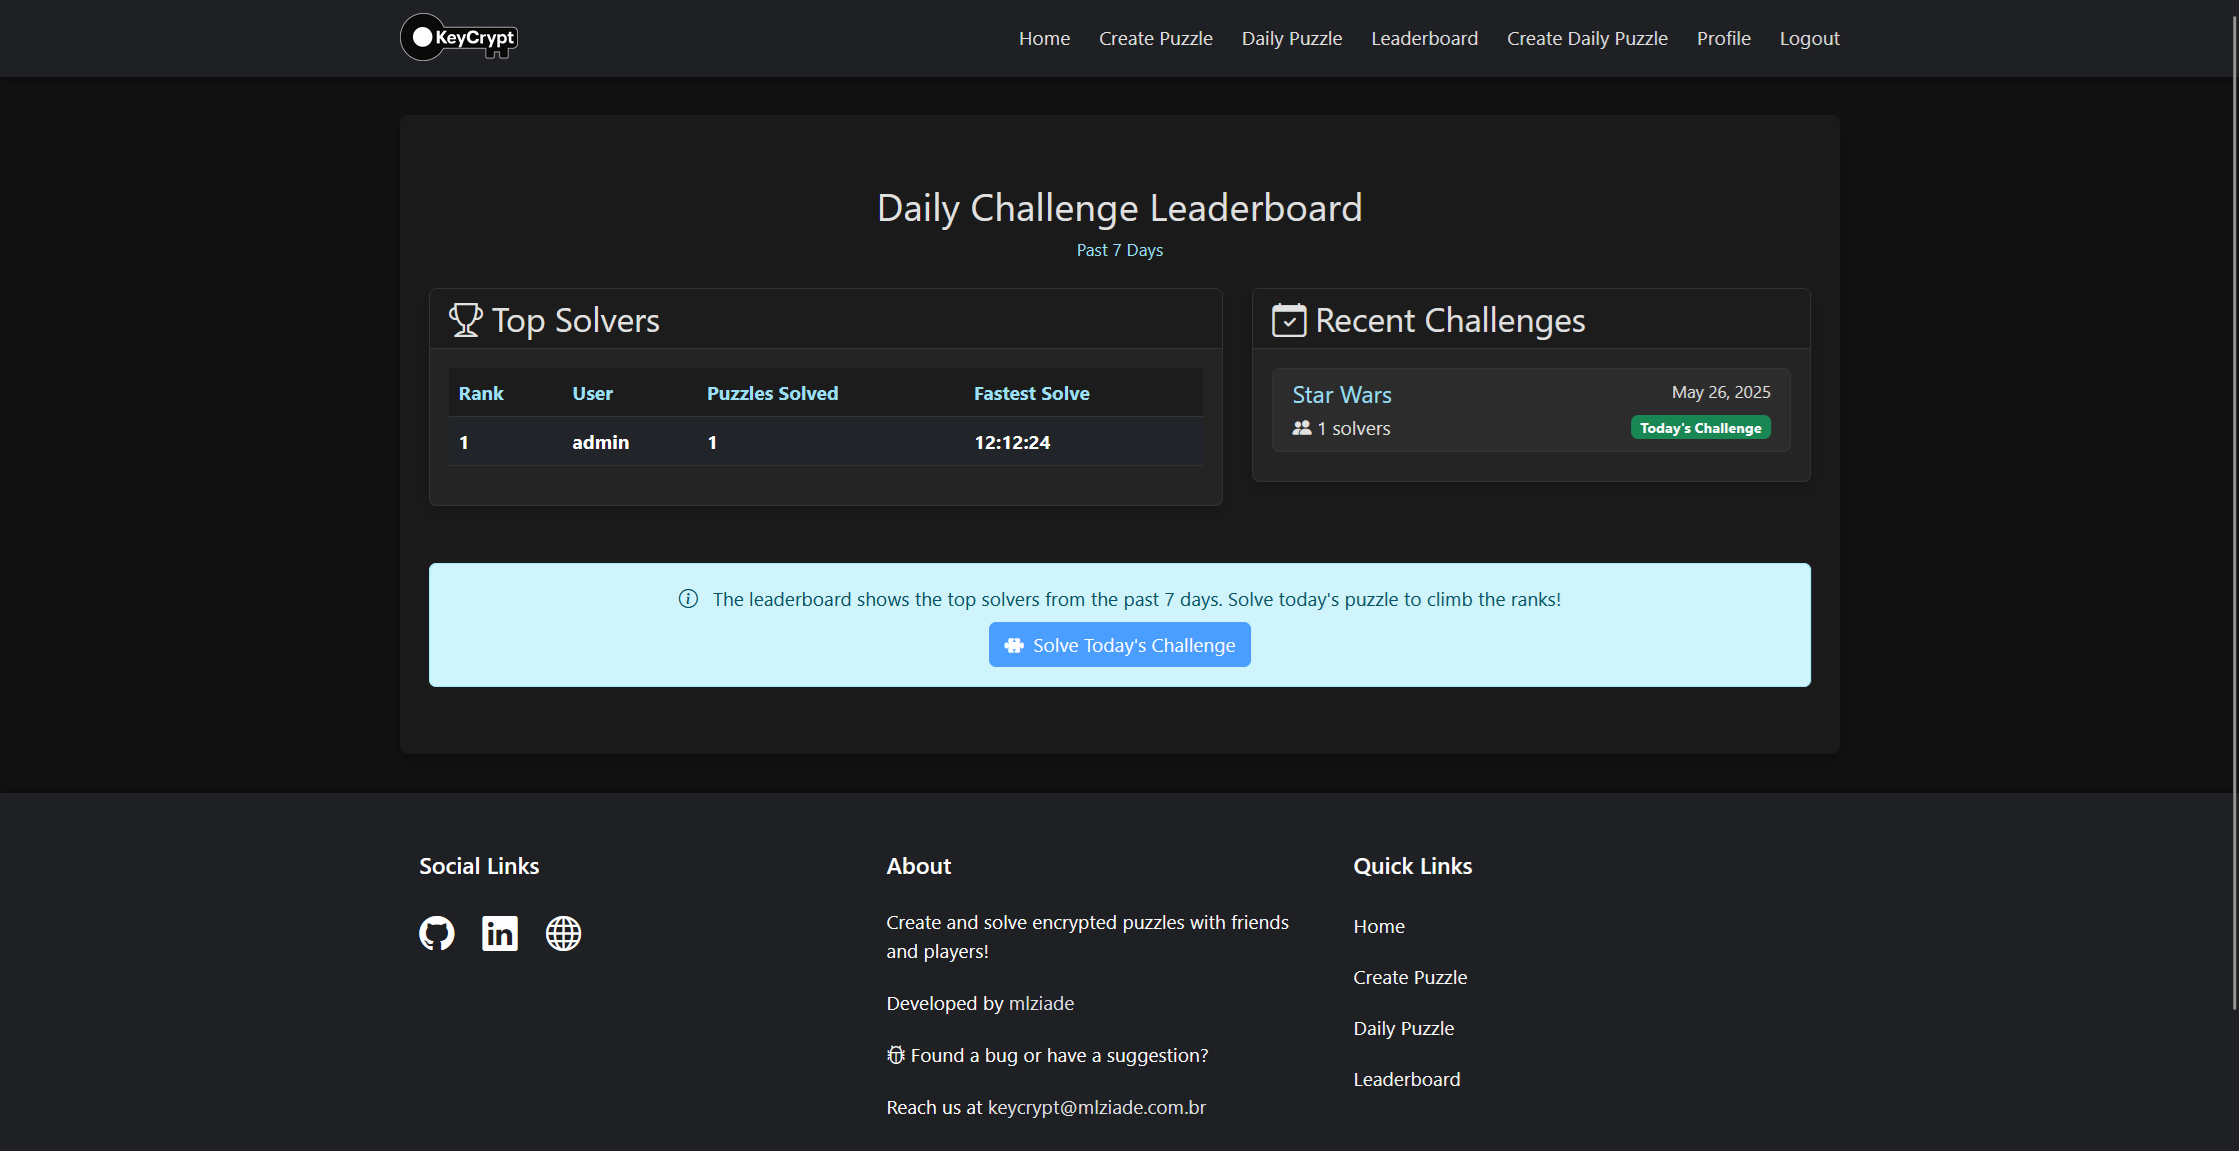 KeyCrypt
Home Create Puzzle Daily Puzzle Leaderboard Create Daily Puzzle Profile Logout
Daily Challenge Leaderboard
Past 7 Days
Top Solvers
Rank User Puzzles Solved Fastest Solve
1 admin 1 12:12:24
Recent Challenges
Star Wars May 26, 2025
1 solvers Today's Challenge
The leaderboard shows the top solvers from the past 7 days. Solve today's puzzle to climb the ranks!
Solve Today's Challenge
Social Links
in
About
Create and solve encrypted puzzles with friends
and players!
Developed by mlziade
Found a bug or have a suggestion?
Reach us at keycrypt@mlziade.com.br
Quick Links
Home
Create Puzzle
Daily Puzzle
Leaderboard